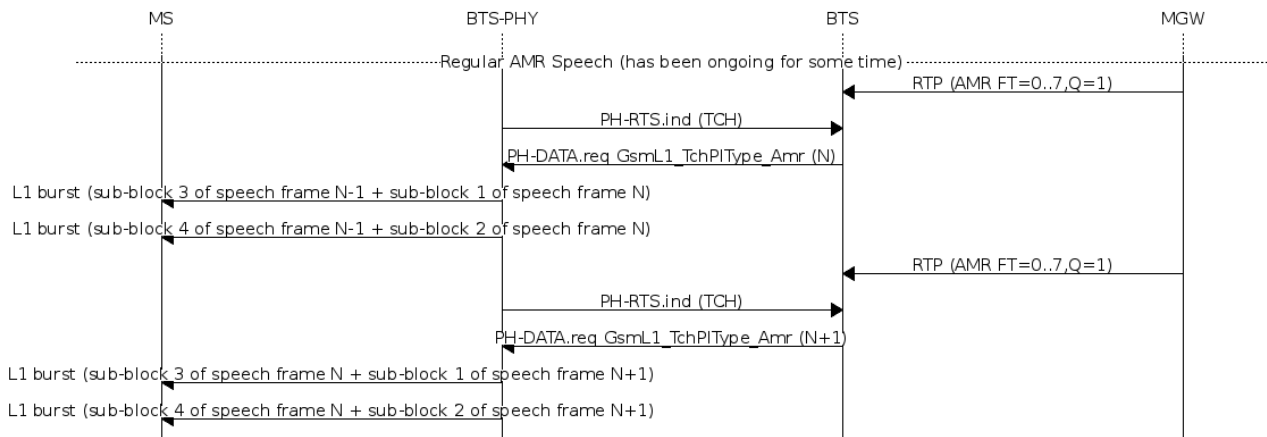 MS BTS-PHY BTS MGW
Regular AMR Speech (has been ongoing for some time)
RTP (AMR FT=0..7,Q=1)
PH-RTS.ind (TCH)
PH-DATA.req GsmL1_TchPlType_Amr (N)
L1 burst (sub-block 3 of speech frame N-1 + sub-block 1 of speech frame N)
L1 burst (sub-block 4 of speech frame N-1 + sub-block 2 of speech frame N)
RTP (AMR FT=0..7,Q=1)
PH-RTS.ind (TCH)
PH-DATA.req GsmL1_TchPlType_Amr (N+1)
L1 burst (sub-block 3 of speech frame N + sub-block 1 of speech frame N+1)
L1 burst (sub-block 4 of speech frame N + sub-block 2 of speech frame N+1)